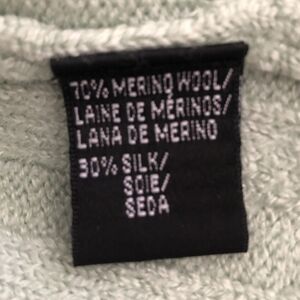 70% MERINO WOOL/
LAINE DE MÉRINOS/
LANA DE MERINO
30% SILK/
SOIE/
SEDA